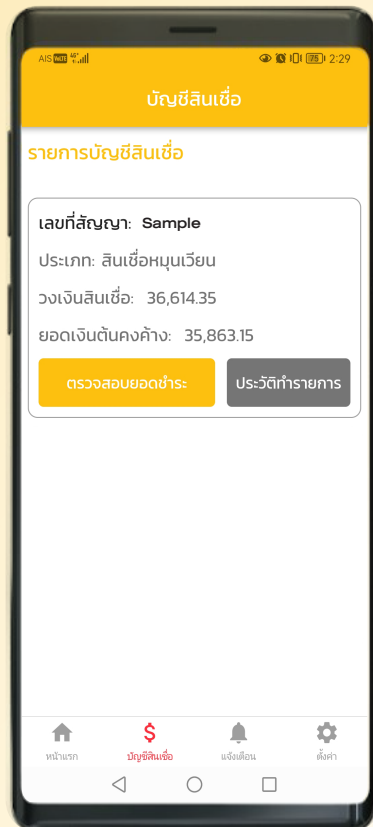 AIS VoLTE 4G 75 2:29
บัญชีสินเชื่อ
รายการบัญชีสินเชื่อ
เลขที่สัญญา: Sample
ประเภท: สินเชื่อหมุนเวียน
วงเงินสินเชื่อ: 36,614.35
ยอดเงินต้นคงค้าง: 35,863.15
ตรวจสอบยอดชำระ ประวัติทำรายการ
หน้าแรก บัญชีสินเชื่อ แจ้งเตือน ตั้งค่า